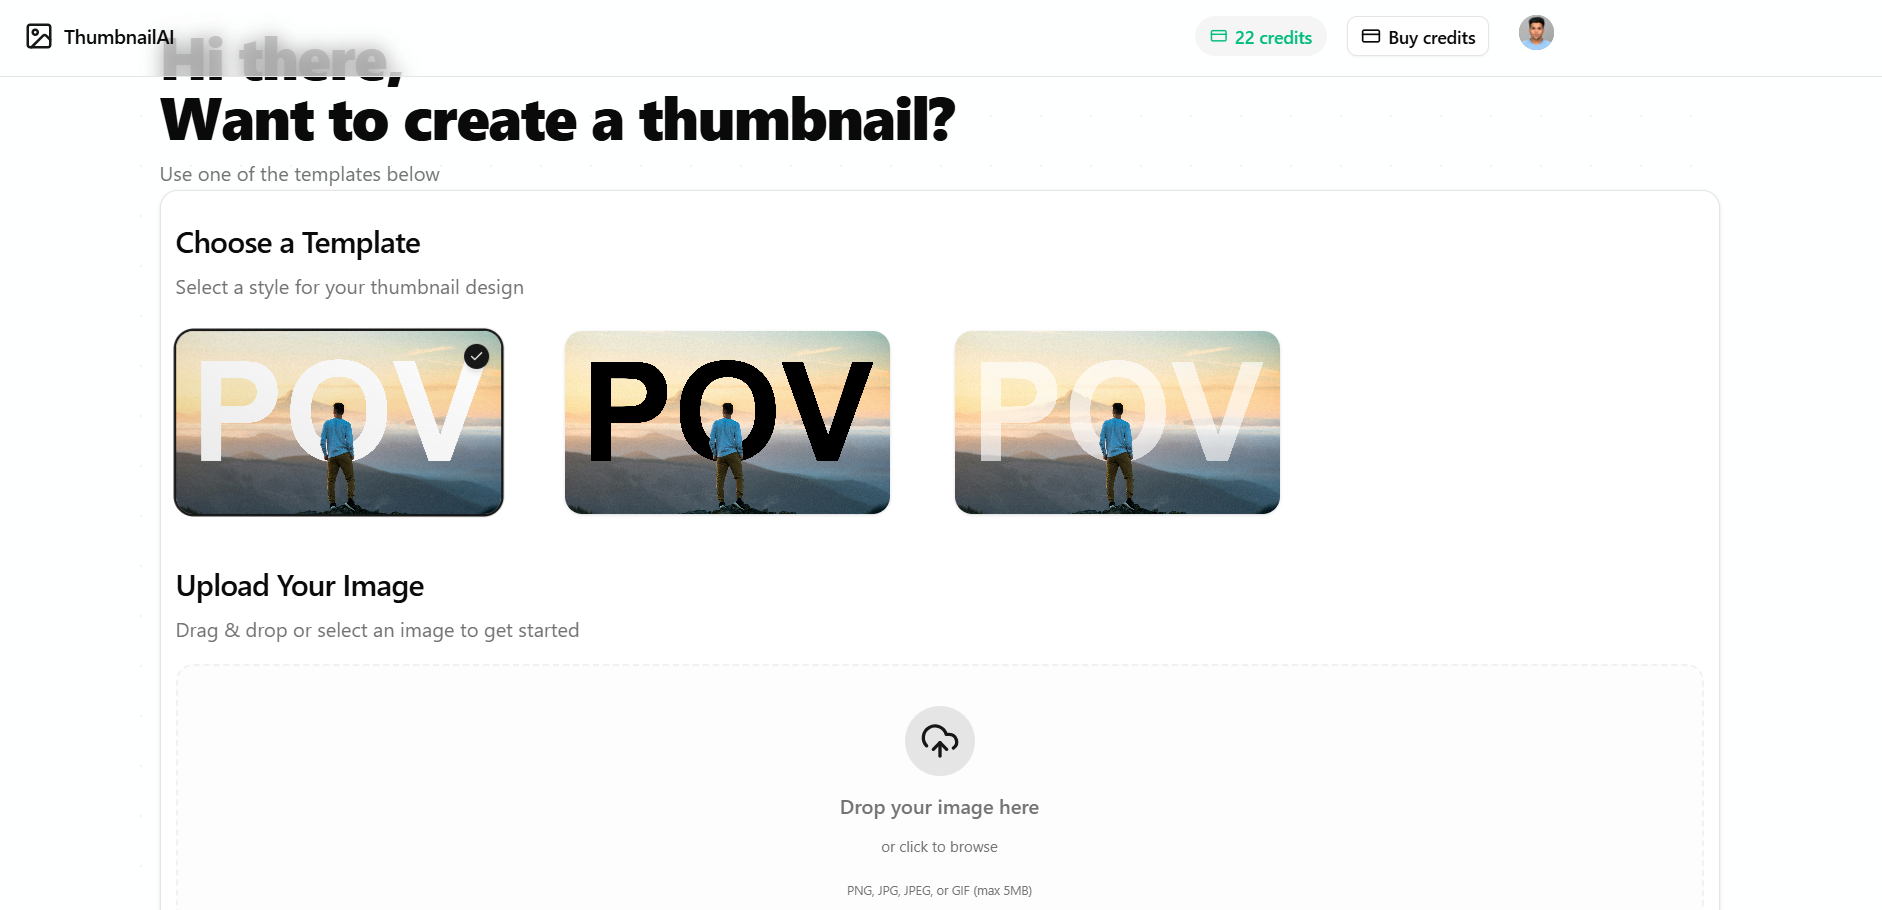 ThumbnailAI
22 credits
Buy credits
Hi there,
Want to create a thumbnail?
Use one of the templates below
Choose a Template
Select a style for your thumbnail design
POV
POV
POV
Upload Your Image
Drag & drop or select an image to get started
Drop your image here
or click to browse
PNG, JPG, JPEG, or GIF (max 5MB)